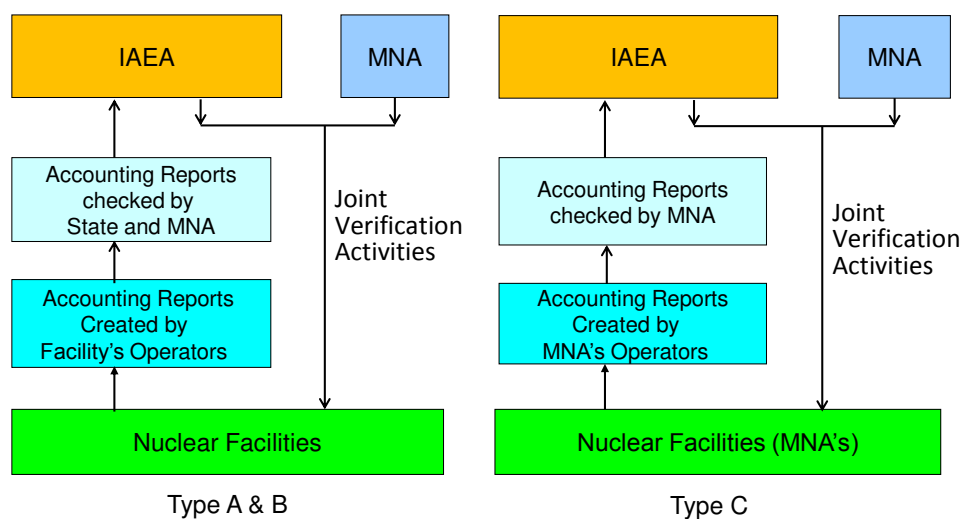 IAEA
MNA
Accounting Reports
checked by
State and MNA
Joint
Verification
Activities
Accounting Reports
Created by
Facility's Operators
Nuclear Facilities
Type A & B
IAEA
MNA
Accounting Reports
checked by MNA
Joint
Verification
Activities
Accounting Reports
Created by
MNA's Operators
Nuclear Facilities (MNA's)
Type C